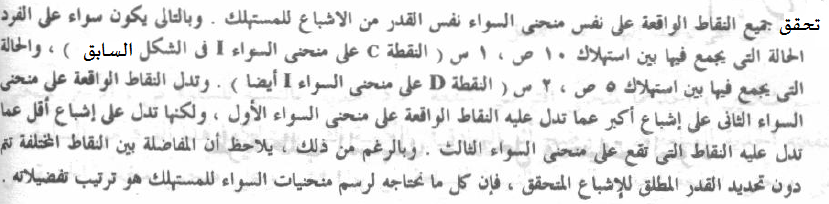 تحقق جميع النقاط الواقعة على نفس منحنى السواء نفس القدر من الاشباع للمستهلك . وبالتالى يكون سواء على الفرد
الحالة التى يجمع فيها بين استهلاك ١٠ ص ، ١ س ( النقطة C على منحنى السواء I فى الشكل السابق ) ، والحالة
التى يجمع فيها بين استهلاك ٥ ص ، ٢ س ( النقطة D على منحنى السواء I أيضا ) . وتدل النقاط الواقعة على منحنى
السواء الثانى على إشباع أكبر عما تدل عليه النقاط الواقعة على منحنى السواء الأول ، ولكنها تدل على إشباع أقل عما
تدل عليه النقاط التى تقع على منحنى السواء الثالث . وبالرغم من ذلك ، يلاحظ أن المفاضلة بين النقاط المختلفة تتم
دون تحديد القدر المطلق للإشباع المتحقق ، فإن كل ما نحتاجه لرسم منحنيات السواء للمستهلك هو ترتيب تفضيلاته .